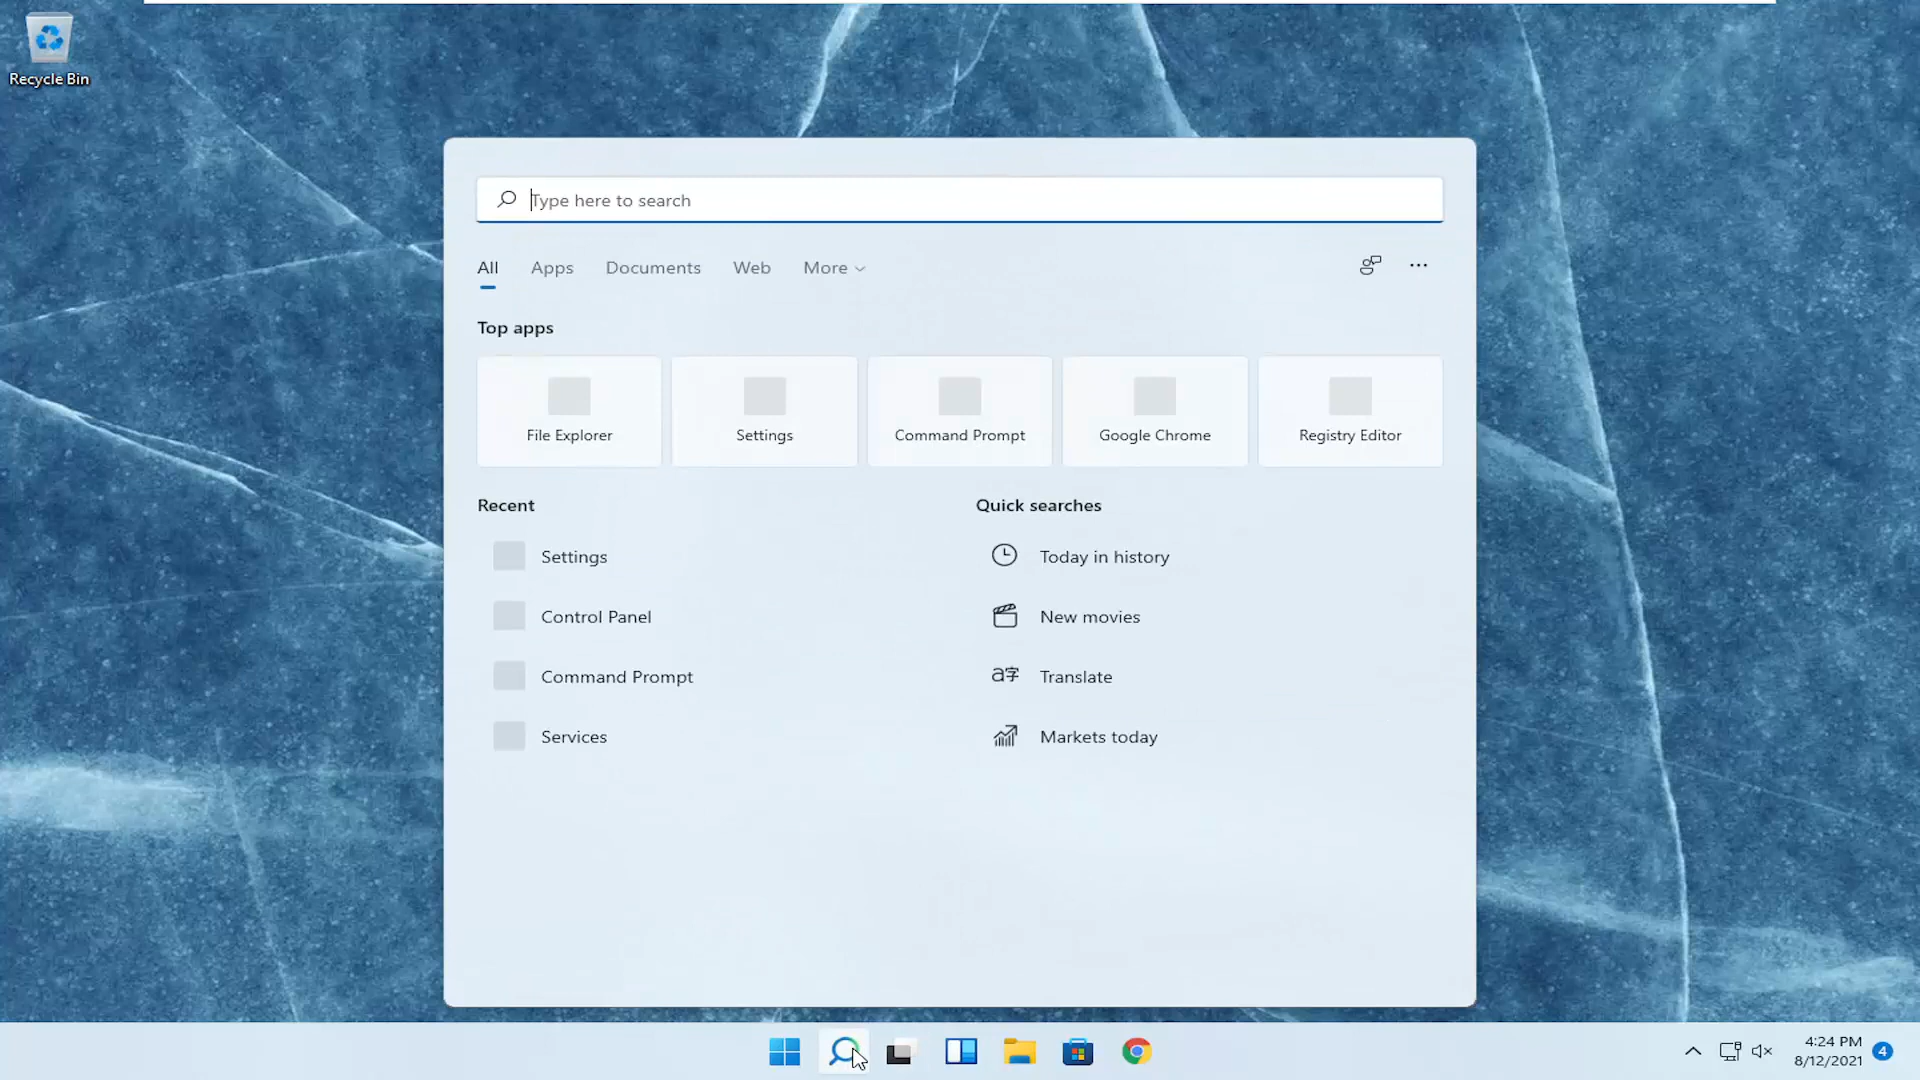 Recycle Bin
Type here to search
All Apps Documents Web More
Top apps
File Explorer Settings Command Prompt Google Chrome Registry Editor
Recent Quick searches
Settings Today in history
Control Panel New movies
Command Prompt a字 Translate
Services Markets today
4:24 PM
8/12/2021 4